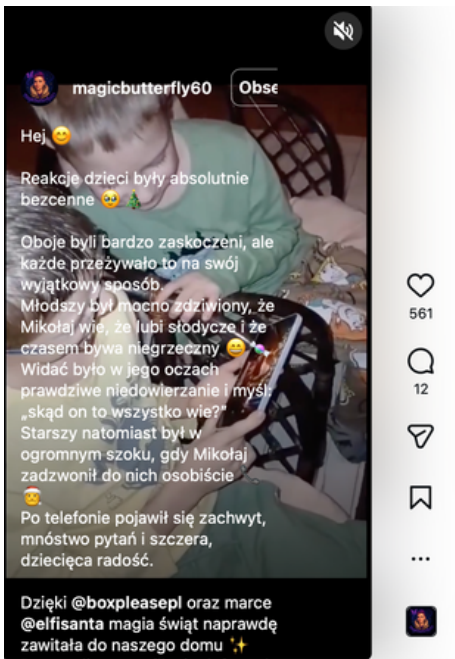 magicbutterfly60 Obse
Hej 😊
Reakcje dzieci były absolutnie
bezcenne 🥹🎄
Oboje byli bardzo zaskoczeni, ale
każde przeżywało to na swój
wyjątkowy sposób.
Młodszy był mocno zdziwiony, że
Mikołaj wie, że lubi słodycze i że
czasem bywa niegrzeczny 😄🍬
Widać było w jego oczach
prawdziwe niedowierzanie i myśl:
„skąd on to wszystko wie?”
Starszy natomiast był w
ogromnym szoku, gdy Mikołaj
zadzwonił do nich osobiście
🎅
Po telefonie pojawił się zachwyt,
mnóstwo pytań i szczera,
dziecięca radość.
Dzięki @boxpleasepl oraz marce
@elfisanta magia świąt naprawdę
zawitała do naszego domu ✨
561
12